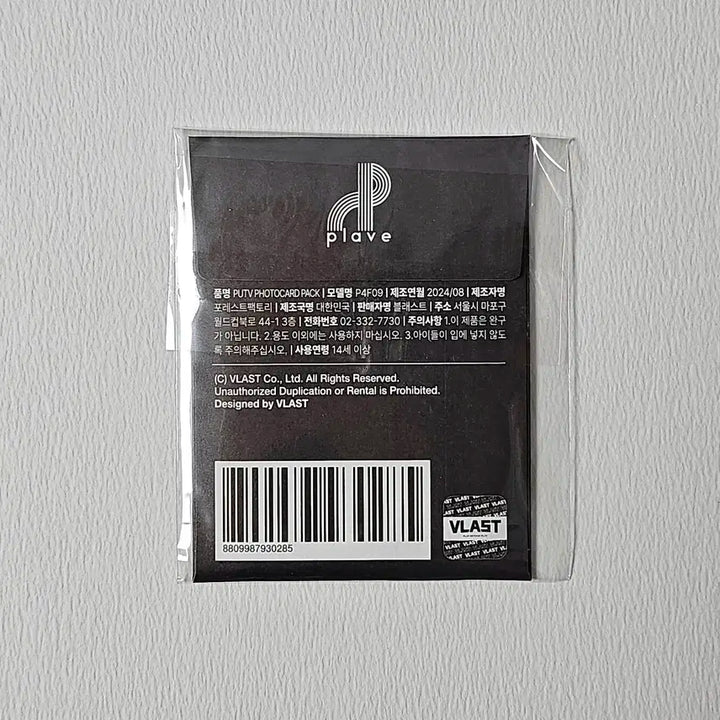 plave
품명 PUTV PHOTOCARD PACK | 모델명 P4F09 | 제조연월 2024/08 | 제조자명
포레스트팩토리 | 제조국명 대한민국 | 판매자명 블래스트 | 주소 서울시 마포구
월드컵북로 44-1 3층 | 전화번호 02-332-7730 | 주의사항 1.이 제품은 완구
가 아닙니다. 2.용도 이외에는 사용하지 마십시오. 3.아이들이 입에 넣지 않도
록 주의해주십시오. | 사용연령 14세 이상
(C) VLAST Co., Ltd. All Rights Reserved.
Unauthorized Duplication or Rental is Prohibited.
Designed by VLAST
8809987930285
VLAST